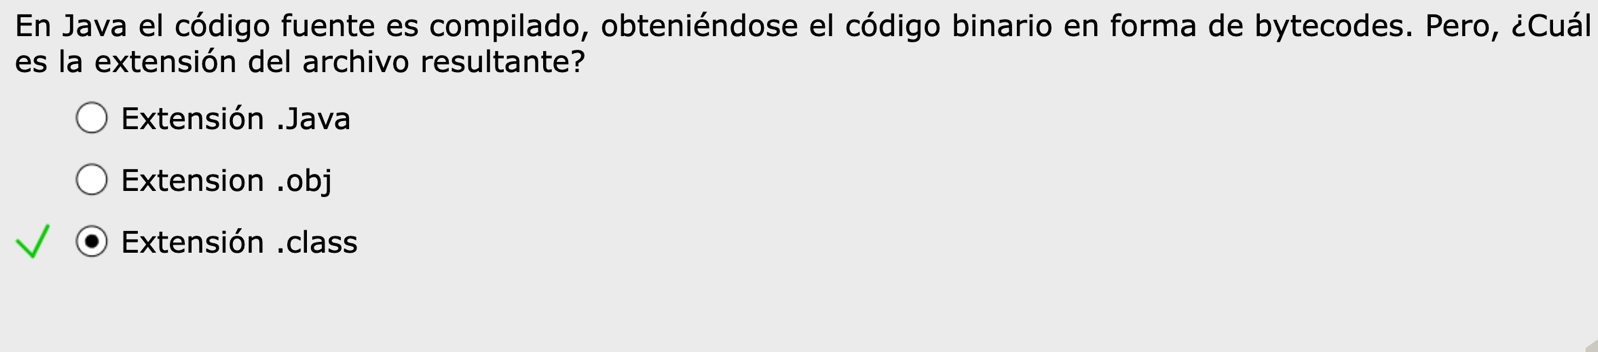 En Java el código fuente es compilado, obteniéndose el código binario en forma de bytecodes. Pero, ¿Cuál
es la extensión del archivo resultante?
Extensión .Java
Extension .obj
Extensión .class